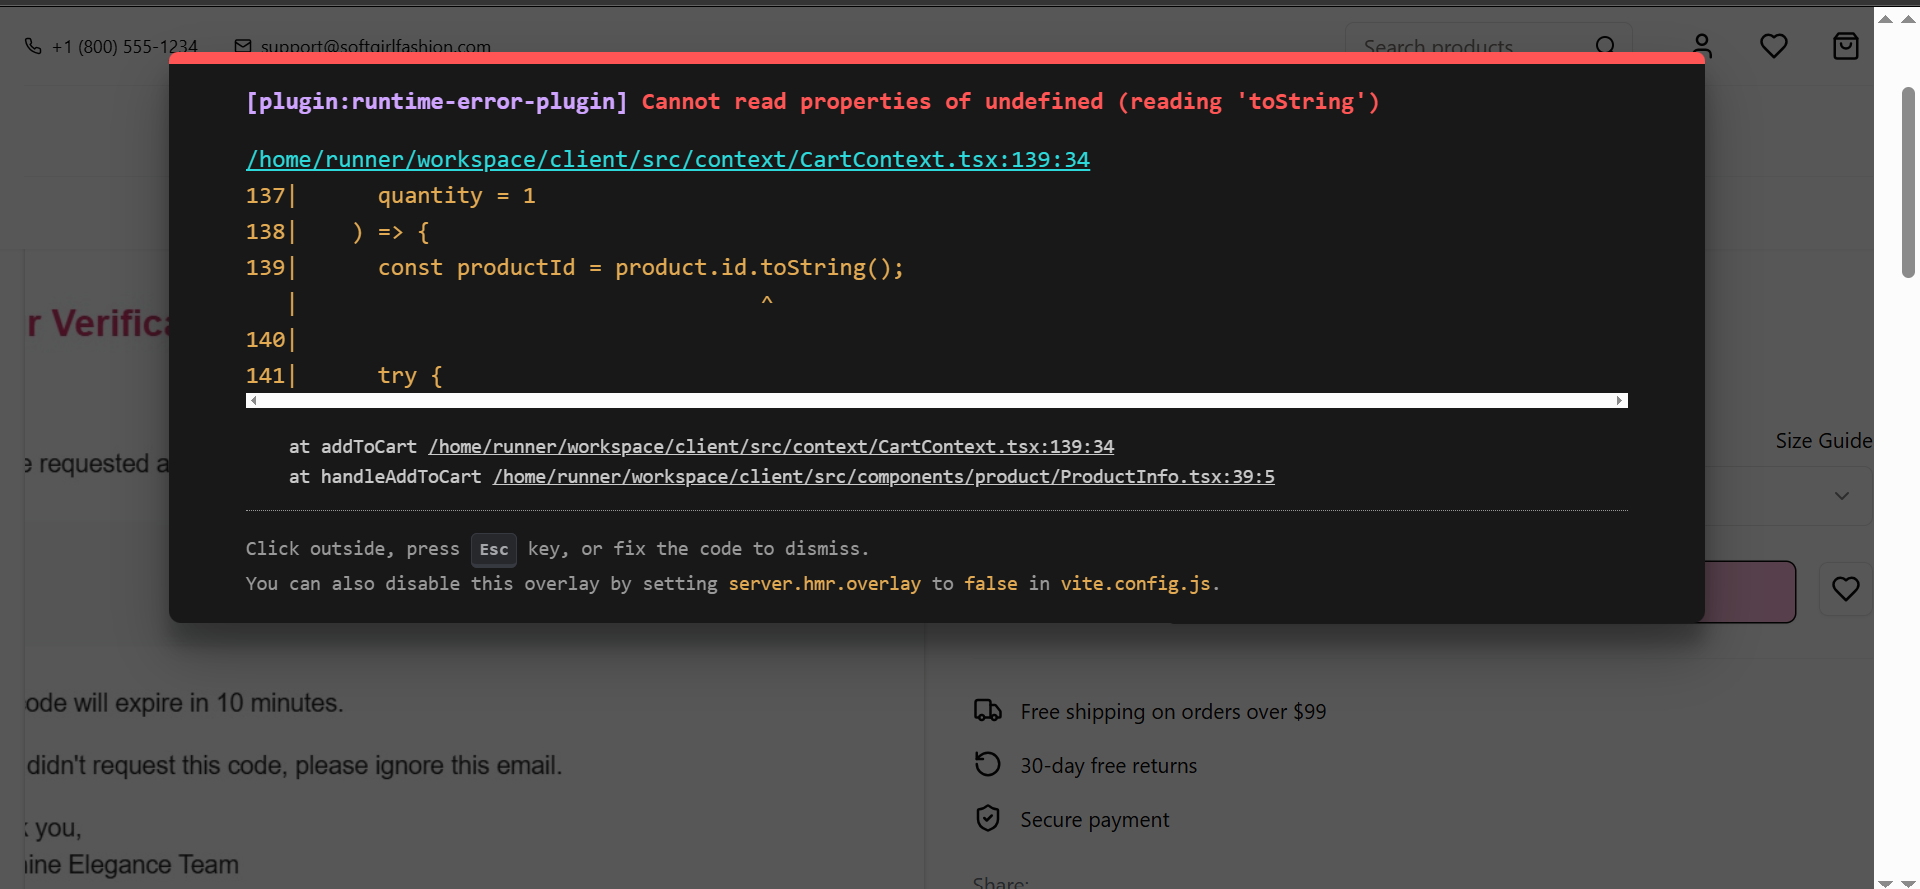 +1 (800) 555-1234
support@softgirlfashion.com
Search products
[plugin:runtime-error-plugin] Cannot read properties of undefined (reading 'toString')
/home/runner/workspace/client/src/context/CartContext.tsx:139:34
137|      quantity = 1
138|    ) => {
139|      const productId = product.id.toString();
|                                   ^
140|
141|      try {
at addToCart /home/runner/workspace/client/src/context/CartContext.tsx:139:34
at handleAddToCart /home/runner/workspace/client/src/components/product/ProductInfo.tsx:39:5
Click outside, press Esc key, or fix the code to dismiss.
You can also disable this overlay by setting server.hmr.overlay to false in vite.config.js.
r Verifica
e requested a
Size Guide
ode will expire in 10 minutes.
didn't request this code, please ignore this email.
you,
ine Elegance Team
Free shipping on orders over $99
30-day free returns
Secure payment
Share: